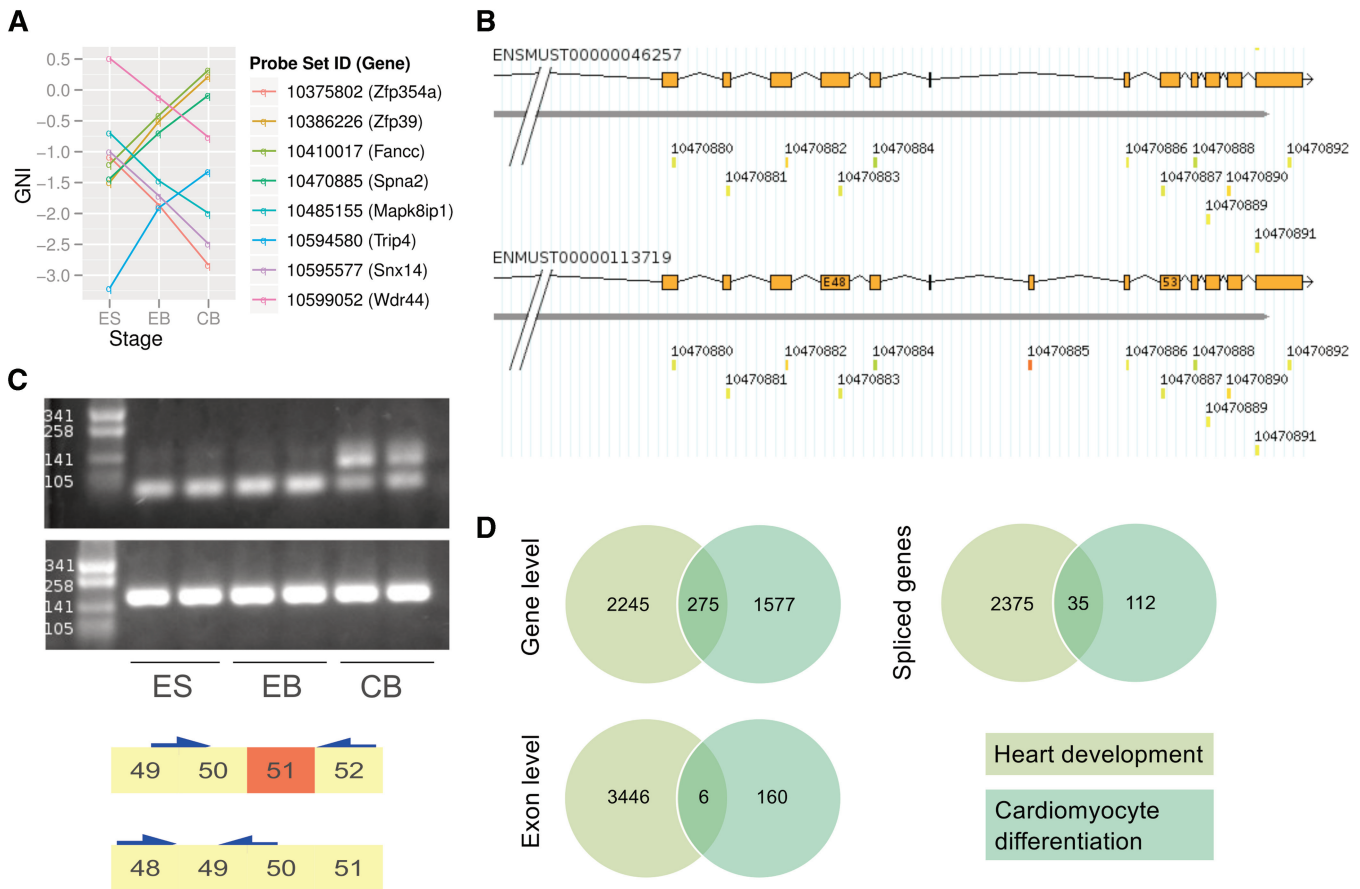 A
0.5
0.0
−0.5
−1.0
−1.5
−2.0
−2.5
−3.0
GNI
ES EB CB
Stage
Probe Set ID (Gene)
10375802 (Zfp354a)
10386226 (Zfp39)
10410017 (Fancc)
10470885 (Spna2)
10485155 (Mapk8ip1)
10594580 (Trip4)
10595577 (Snx14)
10599052 (Wdr44)
B
ENSMUST00000046257
10470880 10470882 10470884 10470886 10470888 10470892
10470881 10470883 10470887 10470890
10470889
10470891
ENMUST00000113719
E48 53
10470880 10470882 10470884 10470885 10470886 10470888 10470892
10470881 10470883 10470887 10470890
10470889
10470891
C
341
258
141
105
341
258
141
105
ES EB CB
49 50 51 52
48 49 50 51
D
Gene level
2245 275 1577
Spliced genes
2375 35 112
Exon level
3446 6 160
Heart development
Cardiomyocyte
differentiation